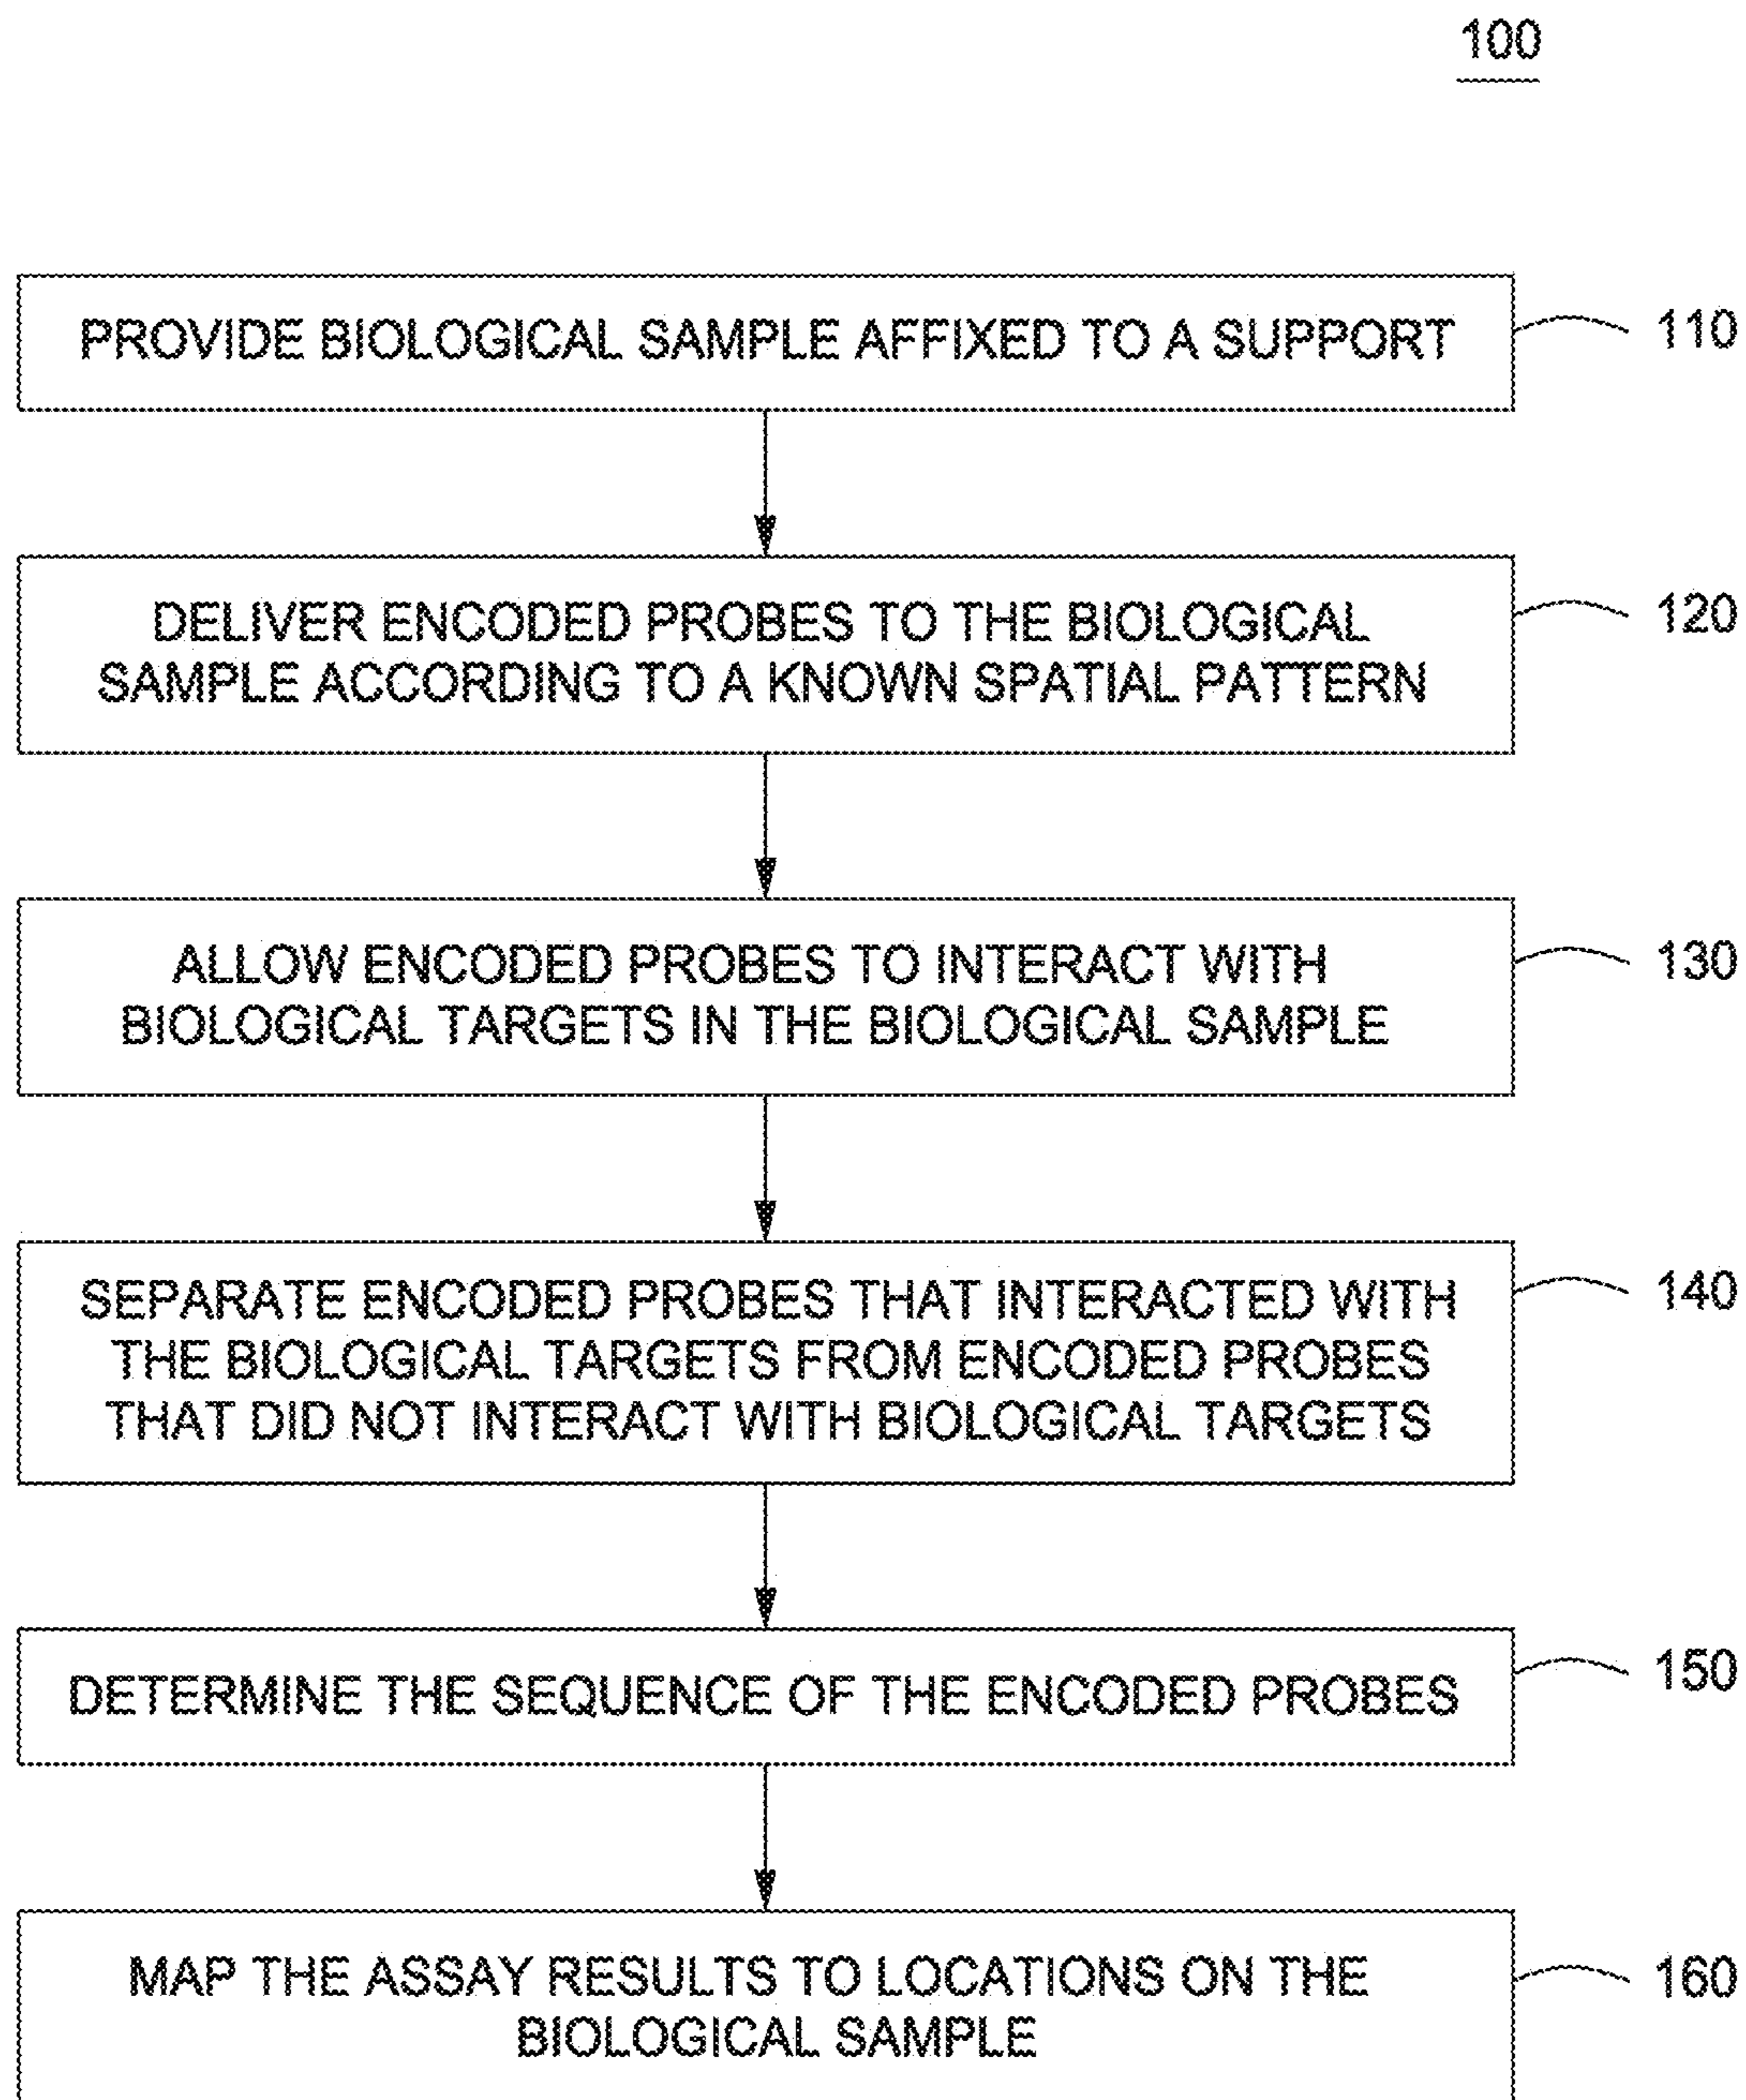 100
PROVIDE BIOLOGICAL SAMPLE AFFIXED TO A SUPPORT
110
DELIVER ENCODED PROBES TO THE BIOLOGICAL
SAMPLE ACCORDING TO A KNOWN SPATIAL PATTERN
120
ALLOW ENCODED PROBES TO INTERACT WITH
BIOLOGICAL TARGETS IN THE BIOLOGICAL SAMPLE
130
SEPARATE ENCODED PROBES THAT INTERACTED WITH
THE BIOLOGICAL TARGETS FROM ENCODED PROBES
THAT DID NOT INTERACT WITH BIOLOGICAL TARGETS
140
DETERMINE THE SEQUENCE OF THE ENCODED PROBES
150
MAP THE ASSAY RESULTS TO LOCATIONS ON THE
BIOLOGICAL SAMPLE
160